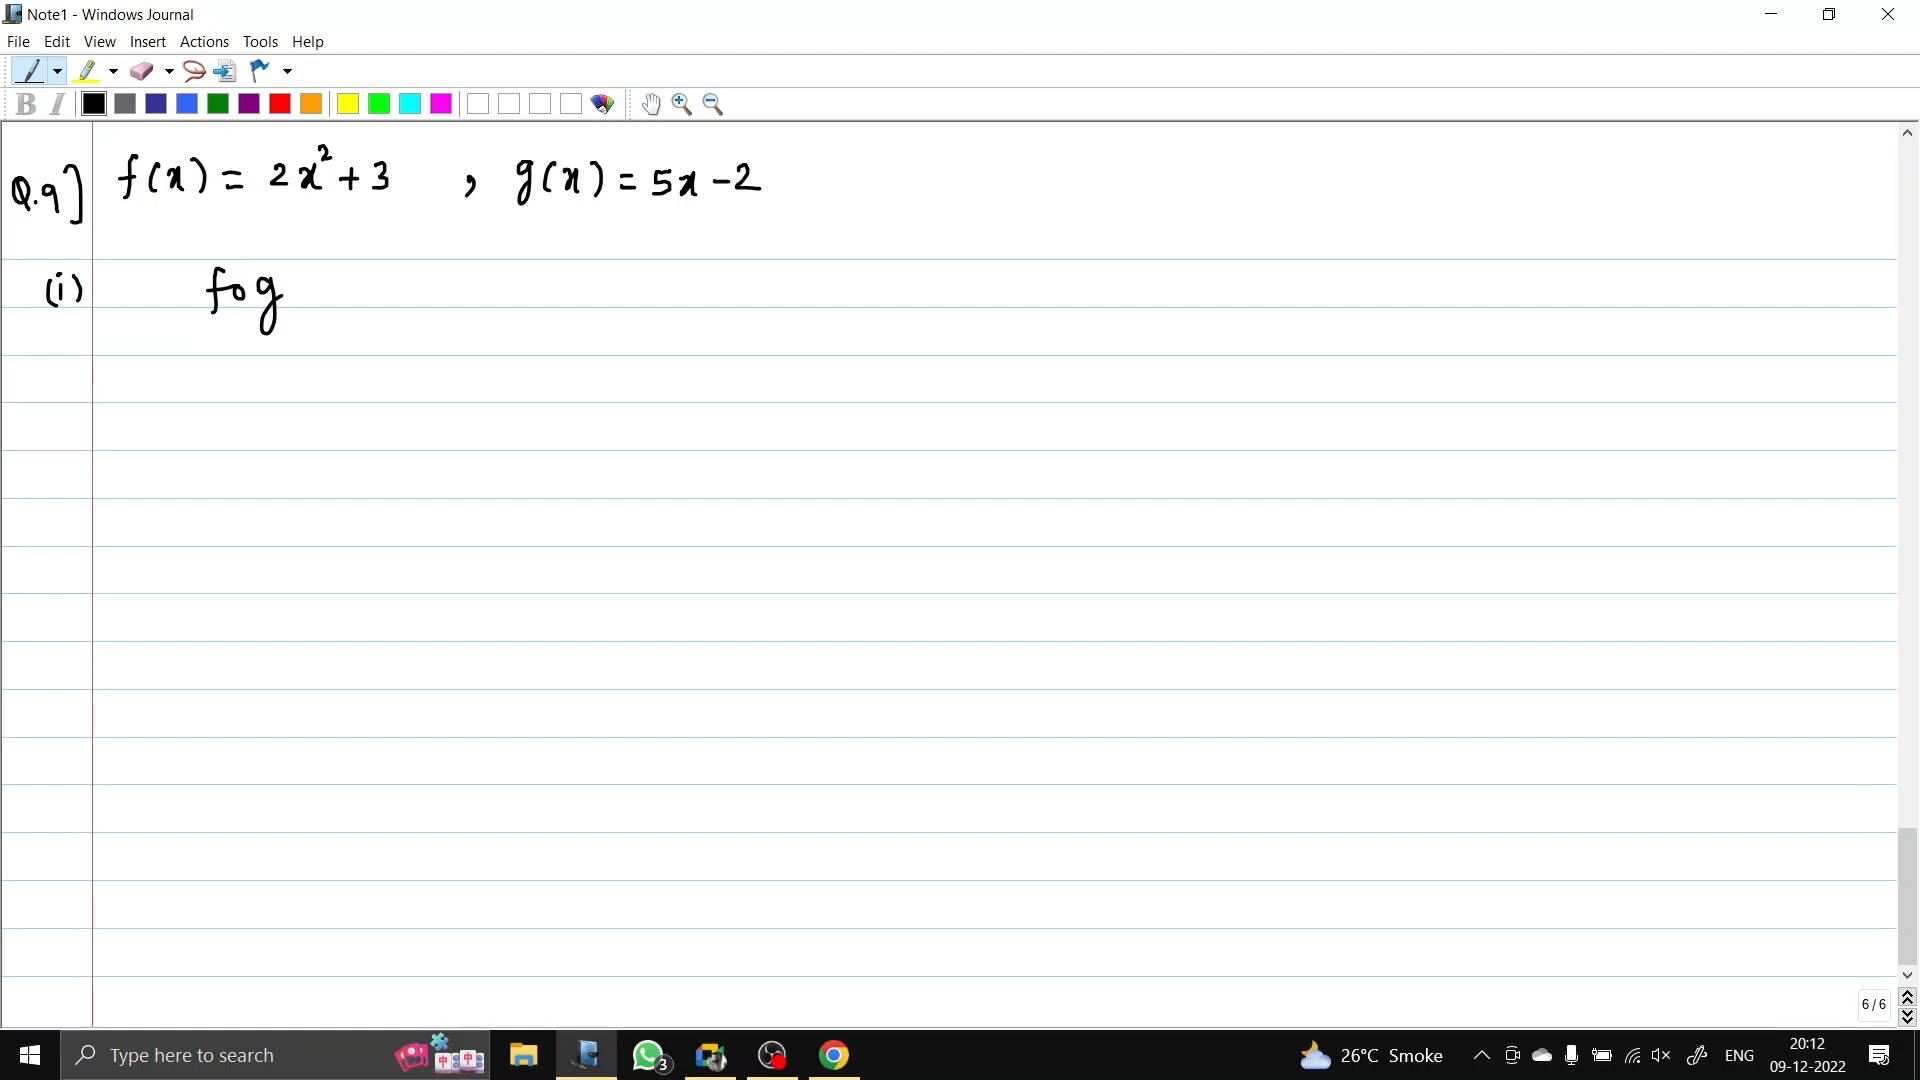 Note1 - Windows Journal
File Edit View Insert Actions Tools Help
B I
Q.9] f(x) = 2x² + 3 , g(x) = 5x - 2
(i) fog
6 / 6
Type here to search
3
26°C Smoke
ENG
20:12
09-12-2022